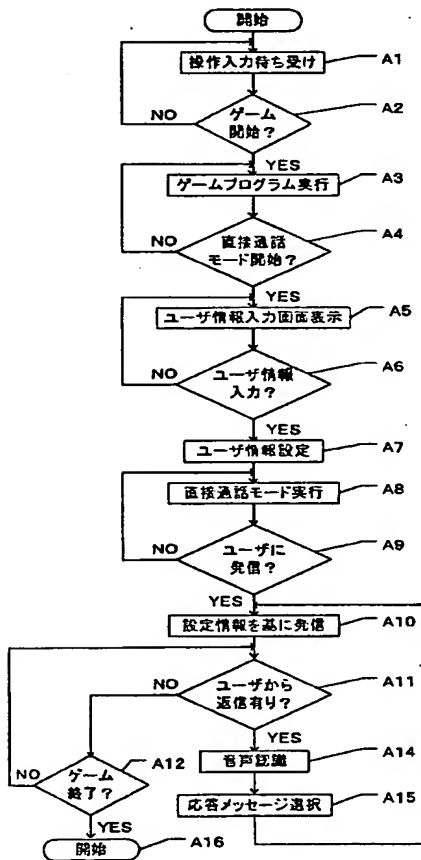 開始
操作入力待ち受け
A1
ゲーム
開始?
A2
NO
YES
ゲームプログラム実行
A3
直接通話
モード開始?
A4
NO
YES
ユーザ情報入力画面表示
A5
ユーザ情報
入力?
A6
NO
YES
ユーザ情報設定
A7
直接通話モード実行
A8
ユーザに
発信?
A9
NO
YES
設定情報を基に発信
A10
ユーザから
返信有り?
A11
NO
YES
ゲーム
終了?
A12
NO
YES
音声認識
A14
応答メッセージ選択
A15
開始
A16